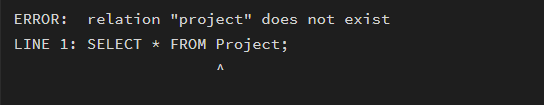 ERROR:  relation "project" does not exist
LINE 1: SELECT * FROM Project;
                      ^